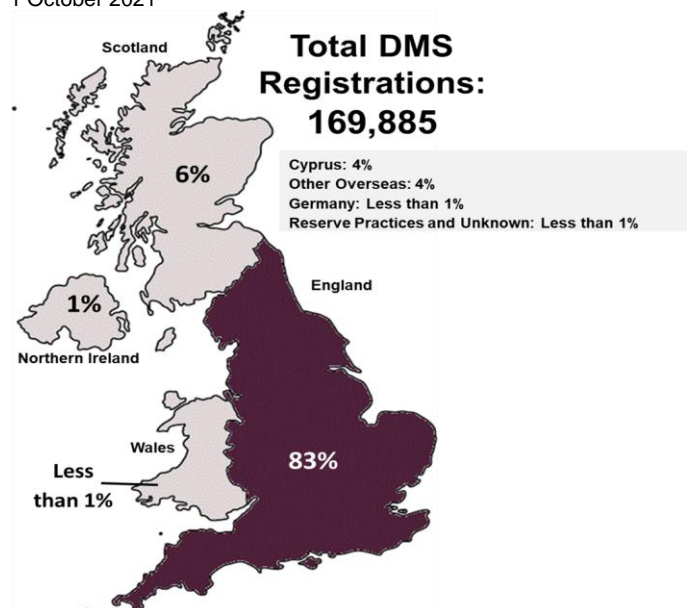 1 October 2021
Scotland
Total DMS
Registrations:
169,885
6%
Cyprus: 4%
Other Overseas: 4%
Germany: Less than 1%
Reserve Practices and Unknown: Less than 1%
England
1%
Northern Ireland
Wales
Less
than 1%
83%